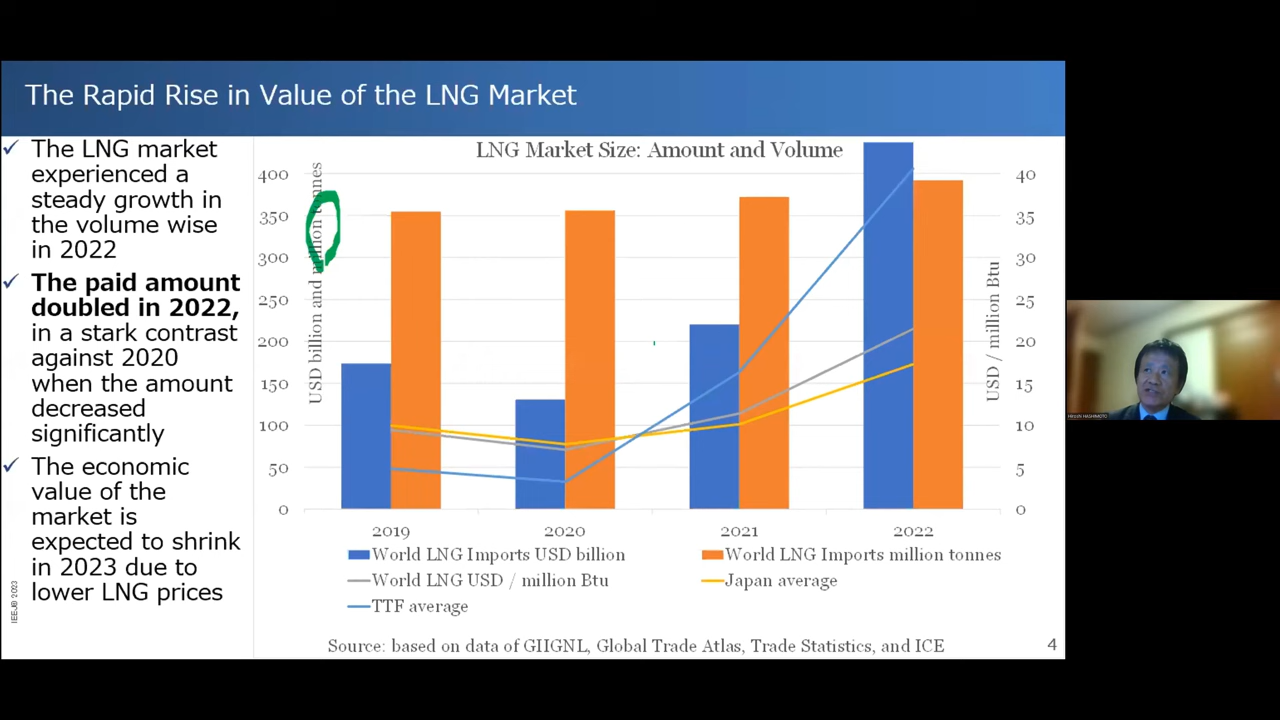 The Rapid Rise in Value of the LNG Market
✓ The LNG market
experienced a
steady growth in
the volume wise
in 2022
✓ The paid amount
doubled in 2022,
in a stark contrast
against 2020
when the amount
decreased
significantly
✓ The economic
value of the
market is
expected to shrink
in 2023 due to
lower LNG prices
IEEJ© 2023
LNG Market Size: Amount and Volume
USD billion and million tonnes
400
350
300
250
200
150
100
50
0
40
35
30
25
20
15
10
5
0
USD / million Btu
2019 2020 2021 2022
World LNG Imports USD billion World LNG Imports million tonnes
World LNG USD / million Btu Japan average
TTF average
Source: based on data of GIIGNL, Global Trade Atlas, Trade Statistics, and ICE
4
HASHIMOTO